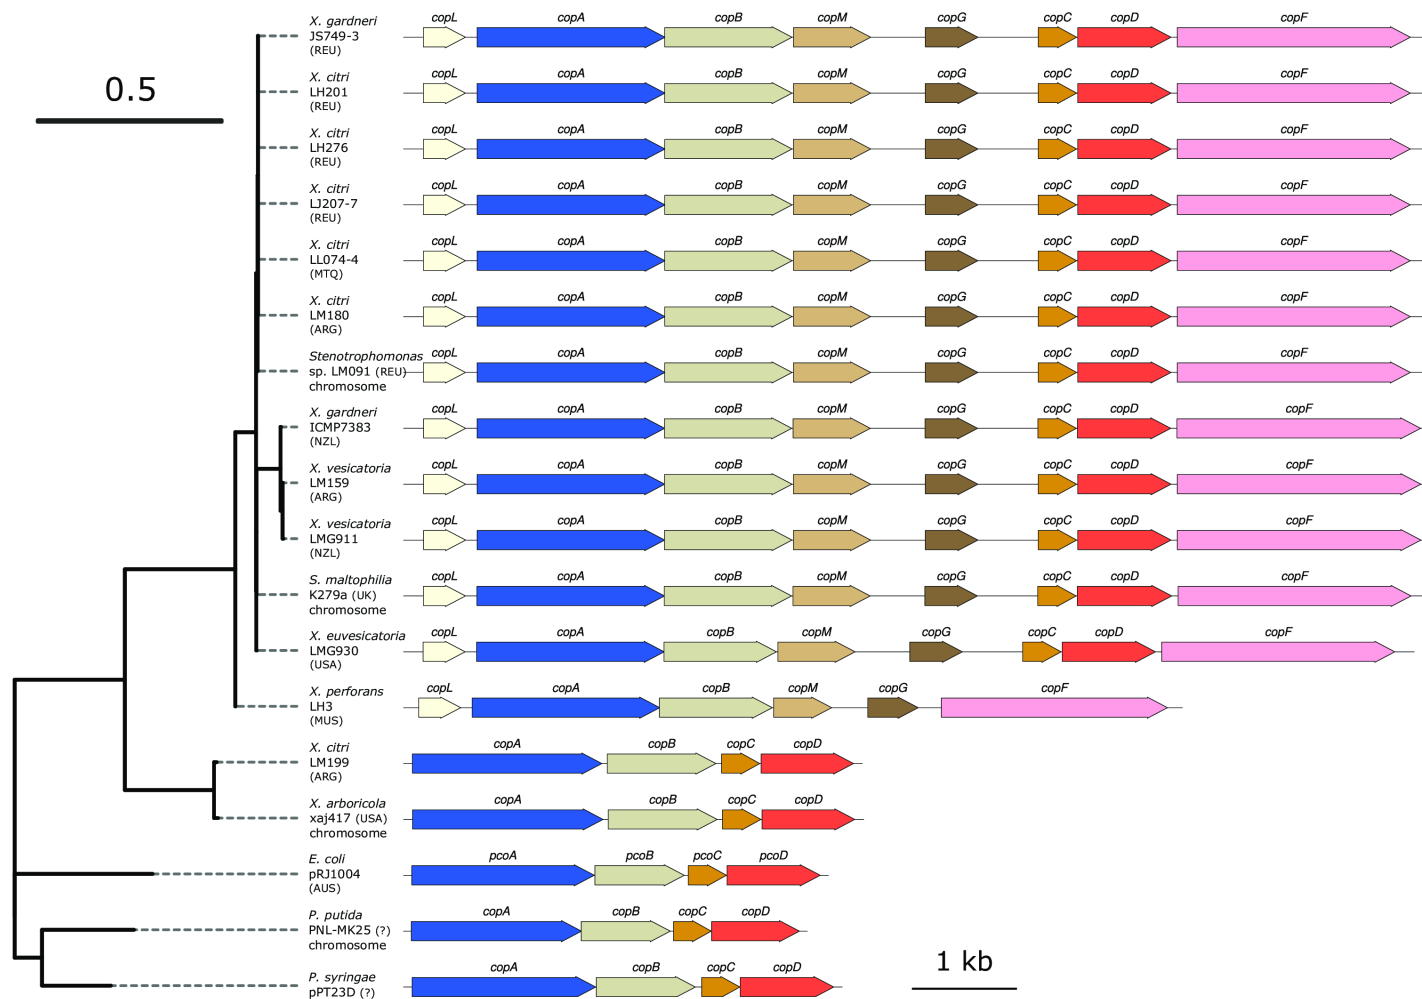 0.5
X. gardneri
JS749-3
(REU)
copL copA copB copM copG copC copD copF
X. citri
LH201
(REU)
copL copA copB copM copG copC copD copF
X. citri
LH276
(REU)
copL copA copB copM copG copC copD copF
X. citri
LJ207-7
(REU)
copL copA copB copM copG copC copD copF
X. citri
LL074-4
(MTQ)
copL copA copB copM copG copC copD copF
X. citri
LM180
(ARG)
copL copA copB copM copG copC copD copF
Stenotrophomonas
sp. LM091 (REU)
chromosome
copL copA copB copM copG copC copD copF
X. gardneri
ICMP7383
(NZL)
copL copA copB copM copG copC copD copF
X. vesicatoria
LM159
(ARG)
copL copA copB copM copG copC copD copF
X. vesicatoria
LMG911
(NZL)
copL copA copB copM copG copC copD copF
S. maltophilia
K279a (UK)
chromosome
copL copA copB copM copG copC copD copF
X. euvesicatoria
LMG930
(USA)
copL copA copB copM copG copC copD copF
X. perforans
LH3
(MUS)
copL copA copB copM copG copF
X. citri
LM199
(ARG)
copA copB copC copD
X. arboricola
xaj417 (USA)
chromosome
copA copB copC copD
E. coli
pRJ1004
(AUS)
pcoA pcoB pcoC pcoD
P. putida
PNL-MK25 (?)
chromosome
copA copB copC copD
P. syringae
pPT23D (?)
copA copB copC copD
1 kb